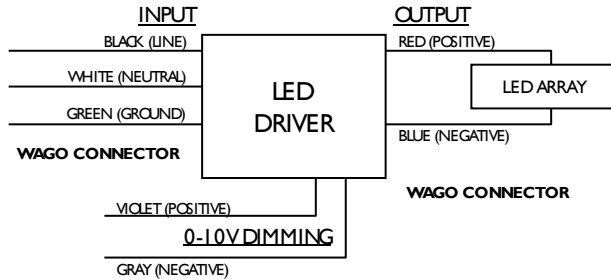 INPUT
OUTPUT
BLACK (LINE)
RED (POSITIVE)
WHITE (NEUTRAL)
LED
DRIVER
LED ARRAY
GREEN (GROUND)
BLUE (NEGATIVE)
WAGO CONNECTOR
WAGO CONNECTOR
VIOLET (POSITIVE)
0-10V DIMMING
GRAY (NEGATIVE)